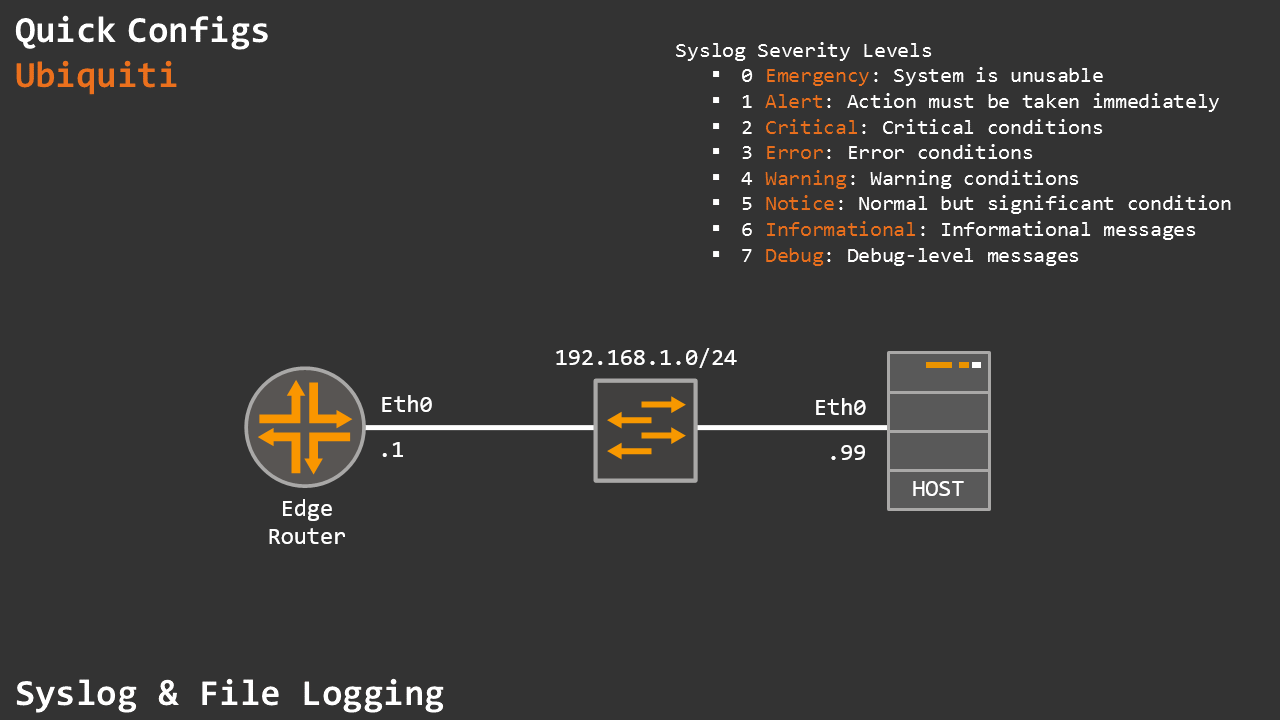 Quick Configs
Ubiquiti
Syslog Severity Levels
▪ 0 Emergency: System is unusable
▪ 1 Alert: Action must be taken immediately
▪ 2 Critical: Critical conditions
▪ 3 Error: Error conditions
▪ 4 Warning: Warning conditions
▪ 5 Notice: Normal but significant condition
▪ 6 Informational: Informational messages
▪ 7 Debug: Debug-level messages
192.168.1.0/24
Eth0
Eth0
.1
.99
HOST
Edge
Router
Syslog & File Logging